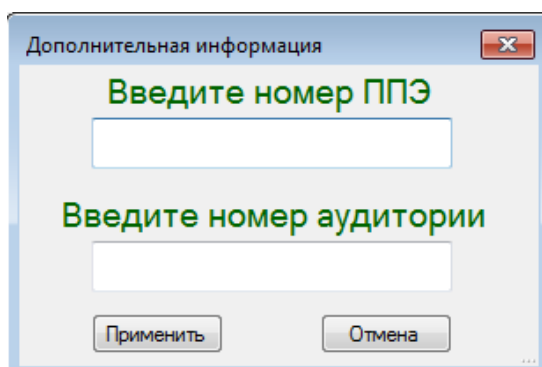 Дополнительная информация
Введите номер ППЭ
Введите номер аудитории
Применить Отмена